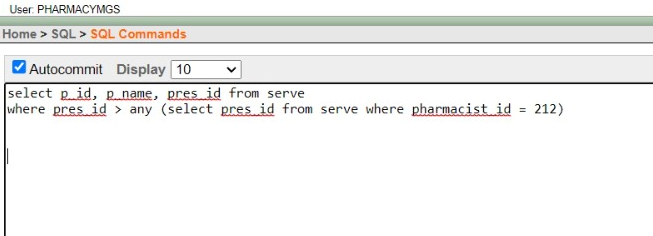 User: PHARMACYMGS
Home > SQL > SQL Commands
Autocommit Display 10
select p_id, p_name, pres_id from serve
where pres_id > any (select pres_id from serve where pharmacist_id = 212)